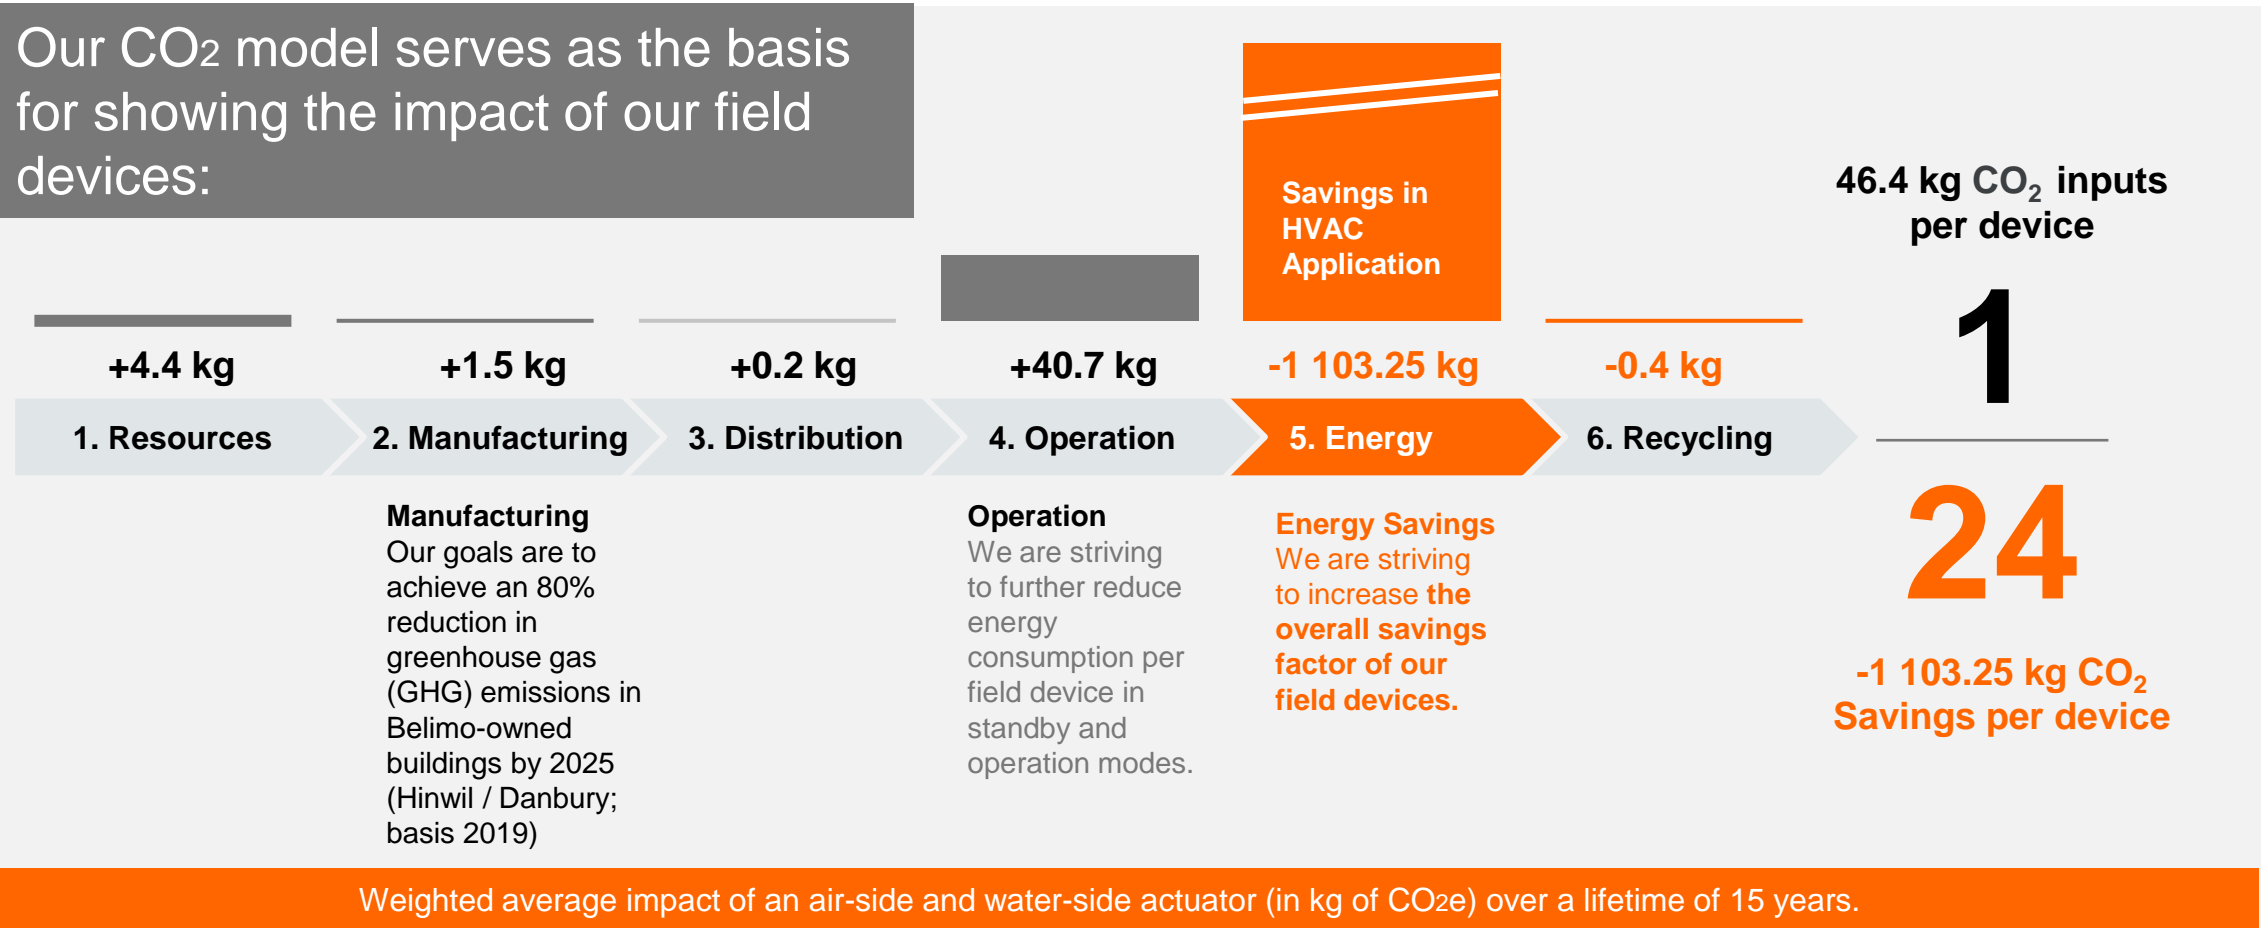 Our CO2 model serves as the basis
for showing the impact of our field
devices:
Savings in
HVAC
Application
46.4 kg CO₂ inputs
per device
1
24
-1 103.25 kg CO₂
Savings per device
+4.4 kg
+1.5 kg
+0.2 kg
+40.7 kg
-1 103.25 kg
-0.4 kg
1. Resources
2. Manufacturing
3. Distribution
4. Operation
5. Energy
6. Recycling
Manufacturing
Our goals are to
achieve an 80%
reduction in
greenhouse gas
(GHG) emissions in
Belimo-owned
buildings by 2025
(Hinwil / Danbury;
basis 2019)
Operation
We are striving
to further reduce
energy
consumption per
field device in
standby and
operation modes.
Energy Savings
We are striving
to increase the
overall savings
factor of our
field devices.
Weighted average impact of an air-side and water-side actuator (in kg of CO2e) over a lifetime of 15 years.